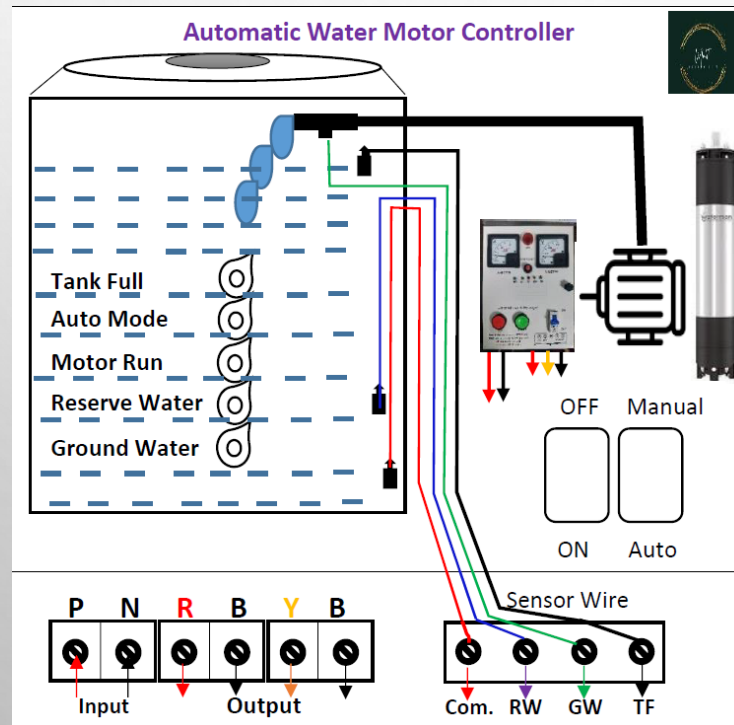 Automatic Water Motor Controller
Tank Full
Auto Mode
Motor Run
Reserve Water
Ground Water
OFF Manual
ON Auto
P N R B Y B
Input Output
Sensor Wire
Com. RW GW TF